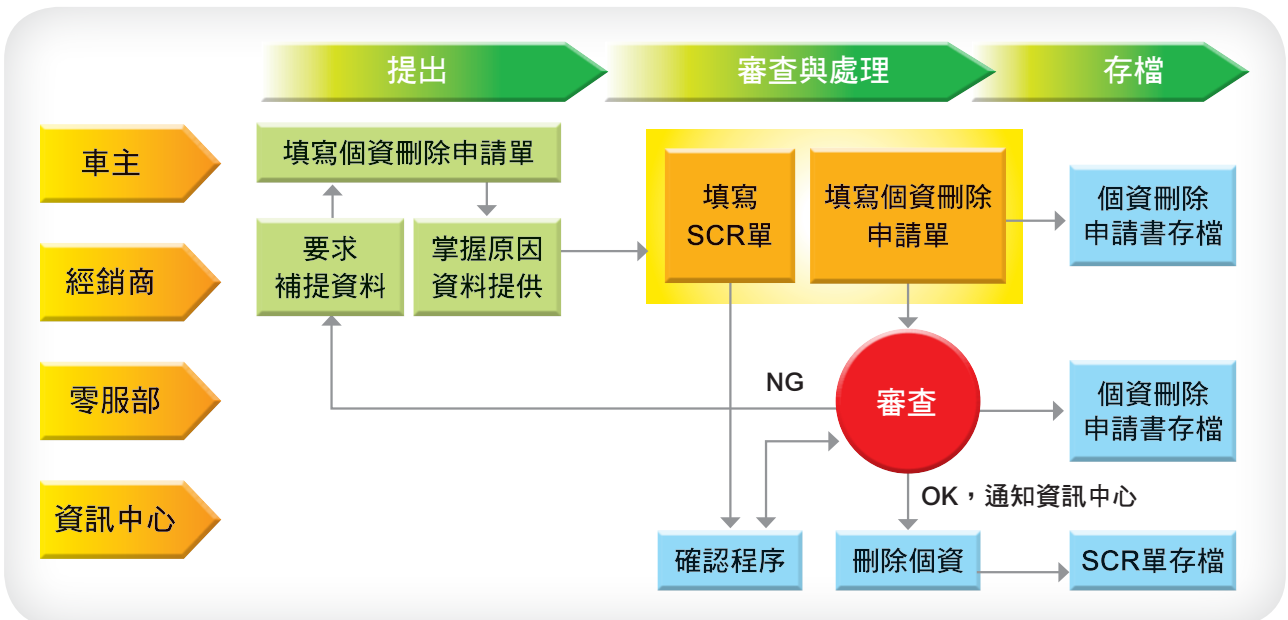 提出
審查與處理
存檔
車主
填寫個資刪除申請單
填寫
SCR單
填寫個資刪除
申請單
個資刪除
申請書存檔
經銷商
要求
補提資料
掌握原因
資料提供
零服部
NG
審查
個資刪除
申請書存檔
資訊中心
OK，通知資訊中心
確認程序
刪除個資
SCR單存檔